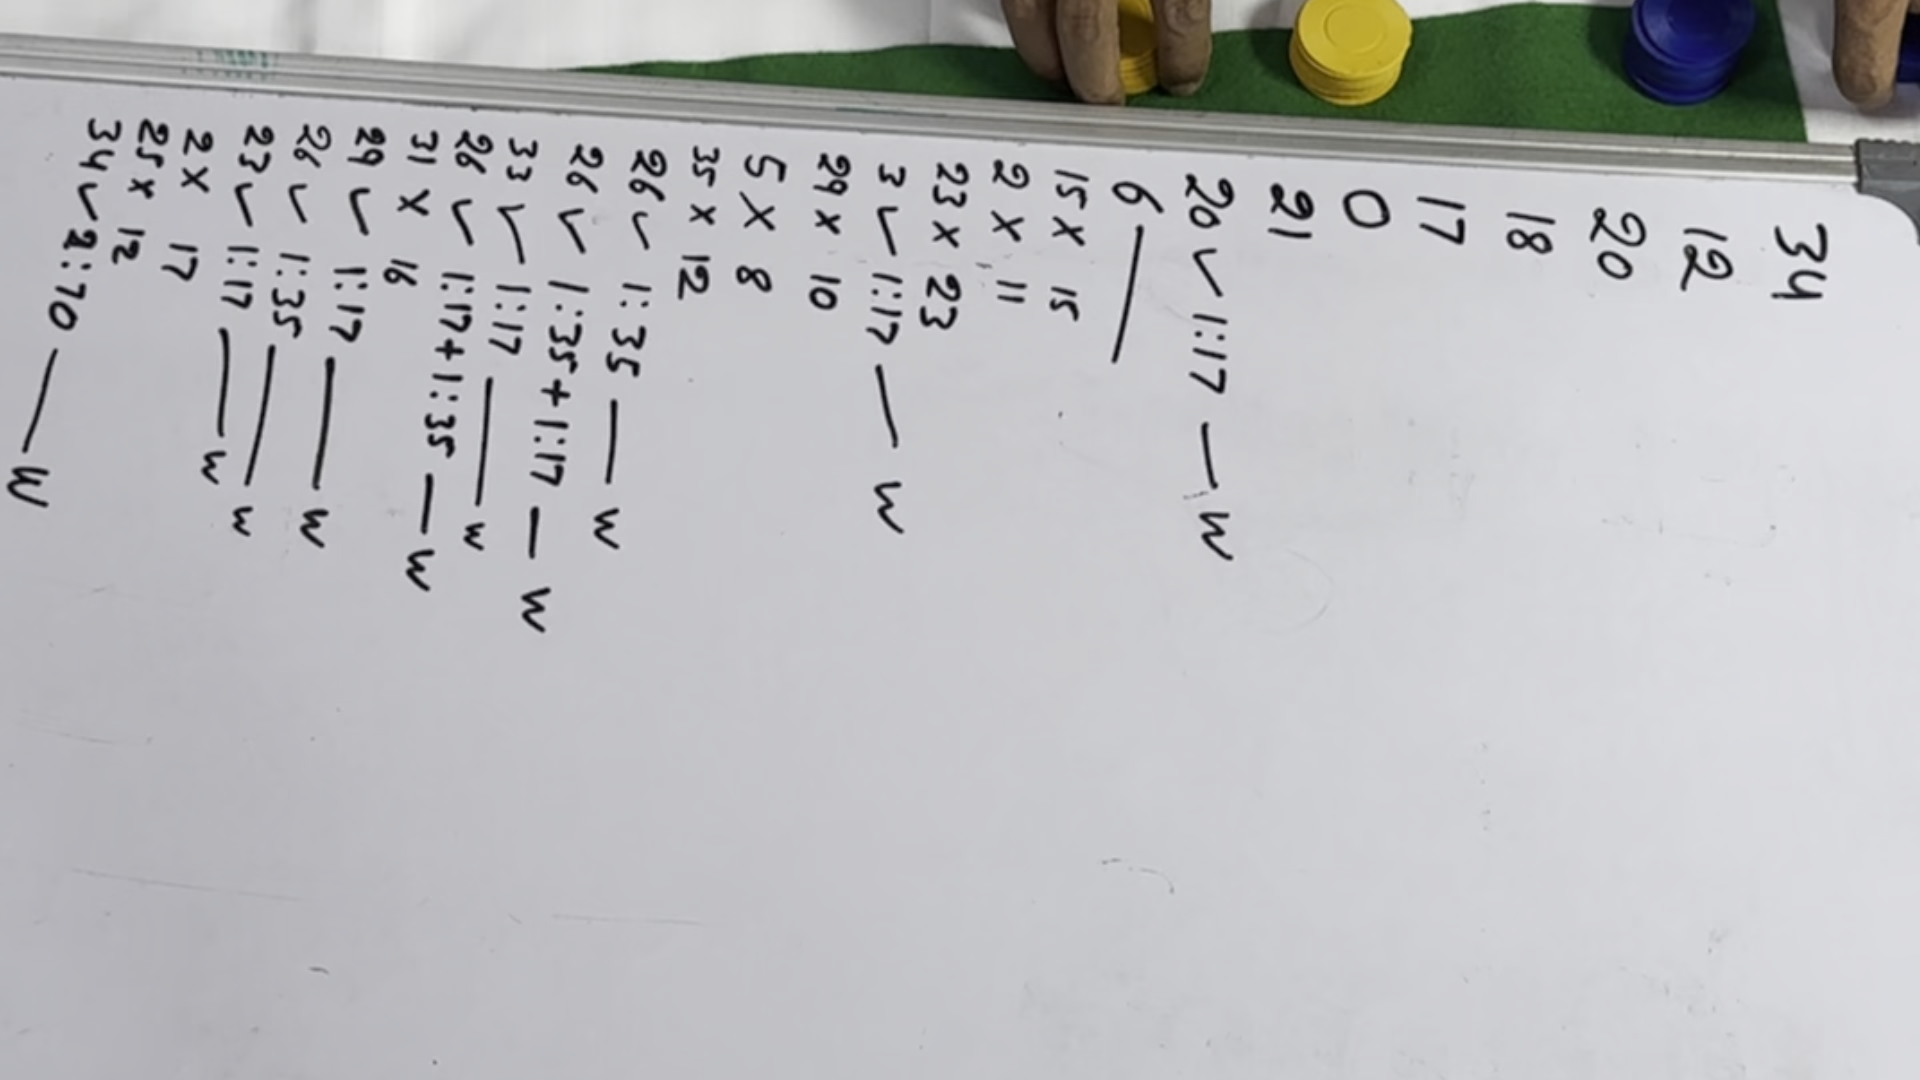 34
12
20
18
17
0
21
20 ✓ 1:17 — W
6 —
15 x 15
2 x 11
23 x 23
3 ✓ 1:17 — W
29 x 10
5 x 8
35 x 12
26 ✓ 1:35 — W
26 ✓ 1:35+1:17 — W
33 ✓ 1:17 — W
26 ✓ 1:17+1:35 — W
31 x 16
29 ✓ 1:17 — W
26 ✓ 1:35 — W
23 ✓ 1:17 — W
2 x 17
25 x 12
34 ✓ 2:70 — W